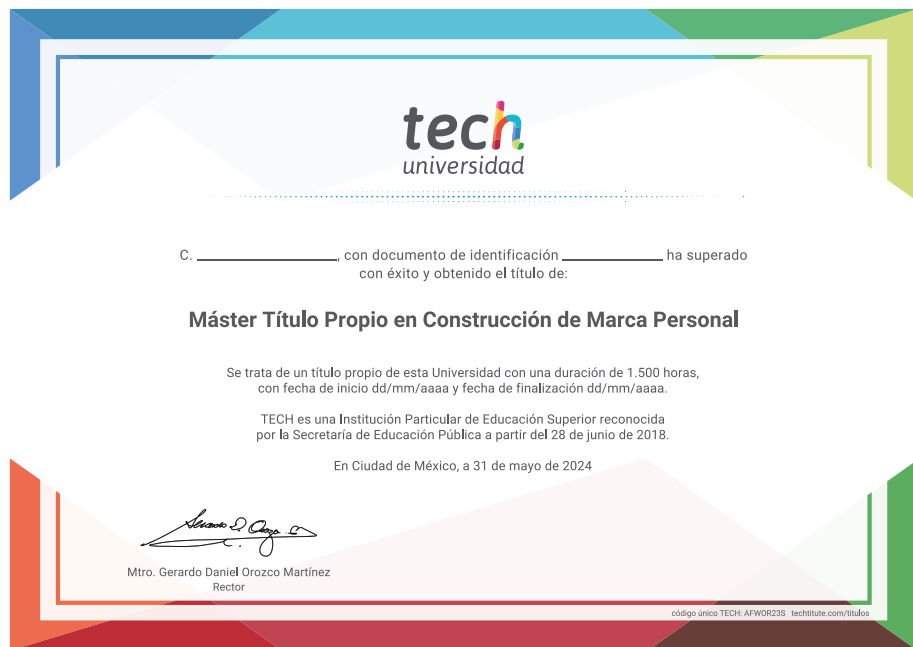 tech
universidad
C. ____________, con documento de identificación ____________ ha superado
con éxito y obtenido el título de:
Máster Título Propio en Construcción de Marca Personal
Se trata de un título propio de esta Universidad con una duración de 1.500 horas,
con fecha de inicio dd/mm/aaaa y fecha de finalización dd/mm/aaaa.
TECH es una Institución Particular de Educación Superior reconocida
por la Secretaría de Educación Pública a partir del 28 de junio de 2018.
En Ciudad de México, a 31 de mayo de 2024
Mtro. Gerardo Daniel Orozco Martínez
Rector
código único TECH: AFWOR23S techtitute.com/titulos